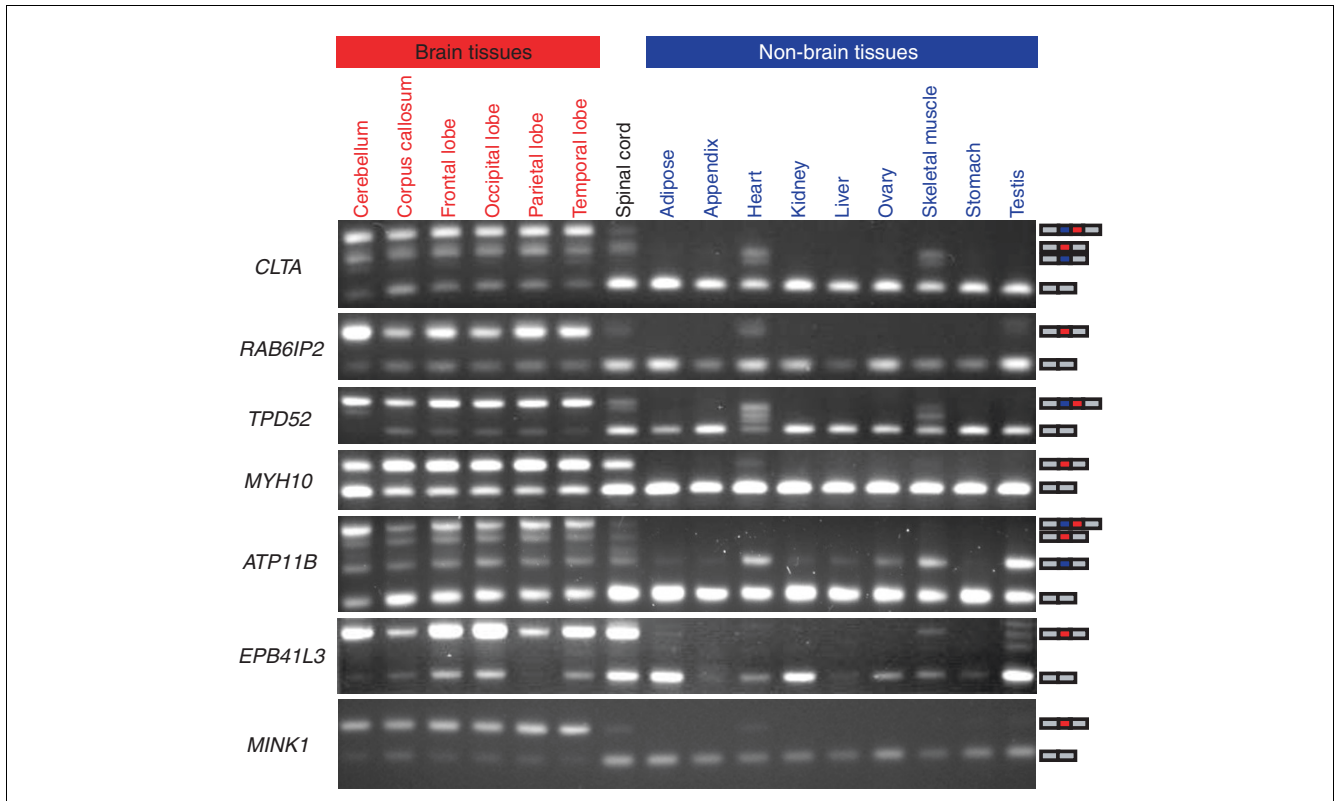 Brain tissues
Non-brain tissues
Cerebellum
Corpus callosum
Frontal lobe
Occipital lobe
Parietal lobe
Temporal lobe
Spinal cord
Adipose
Appendix
Heart
Kidney
Liver
Ovary
Skeletal muscle
Stomach
Testis
CLTA
RAB6IP2
TPD52
MYH10
ATP11B
EPB41L3
MINK1